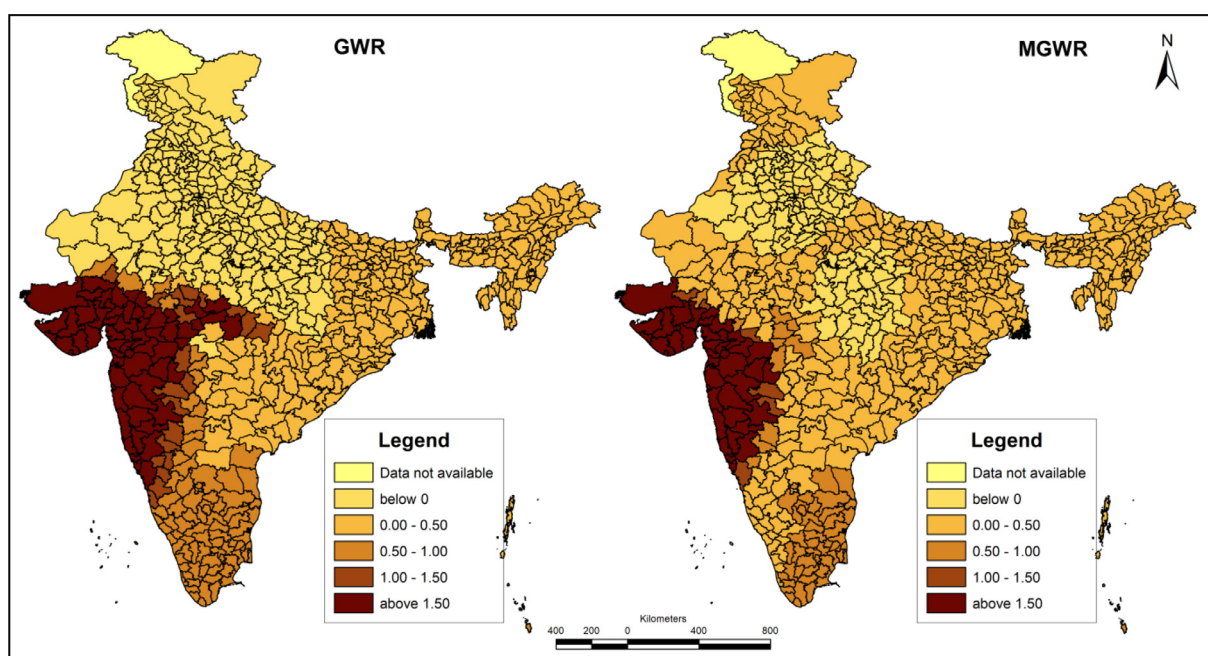 GWR
MGWR
N
Legend
Data not available
below 0
0.00 - 0.50
0.50 - 1.00
1.00 - 1.50
above 1.50
Legend
Data not available
below 0
0.00 - 0.50
0.50 - 1.00
1.00 - 1.50
above 1.50
Kilometers
400 200 0 400 800